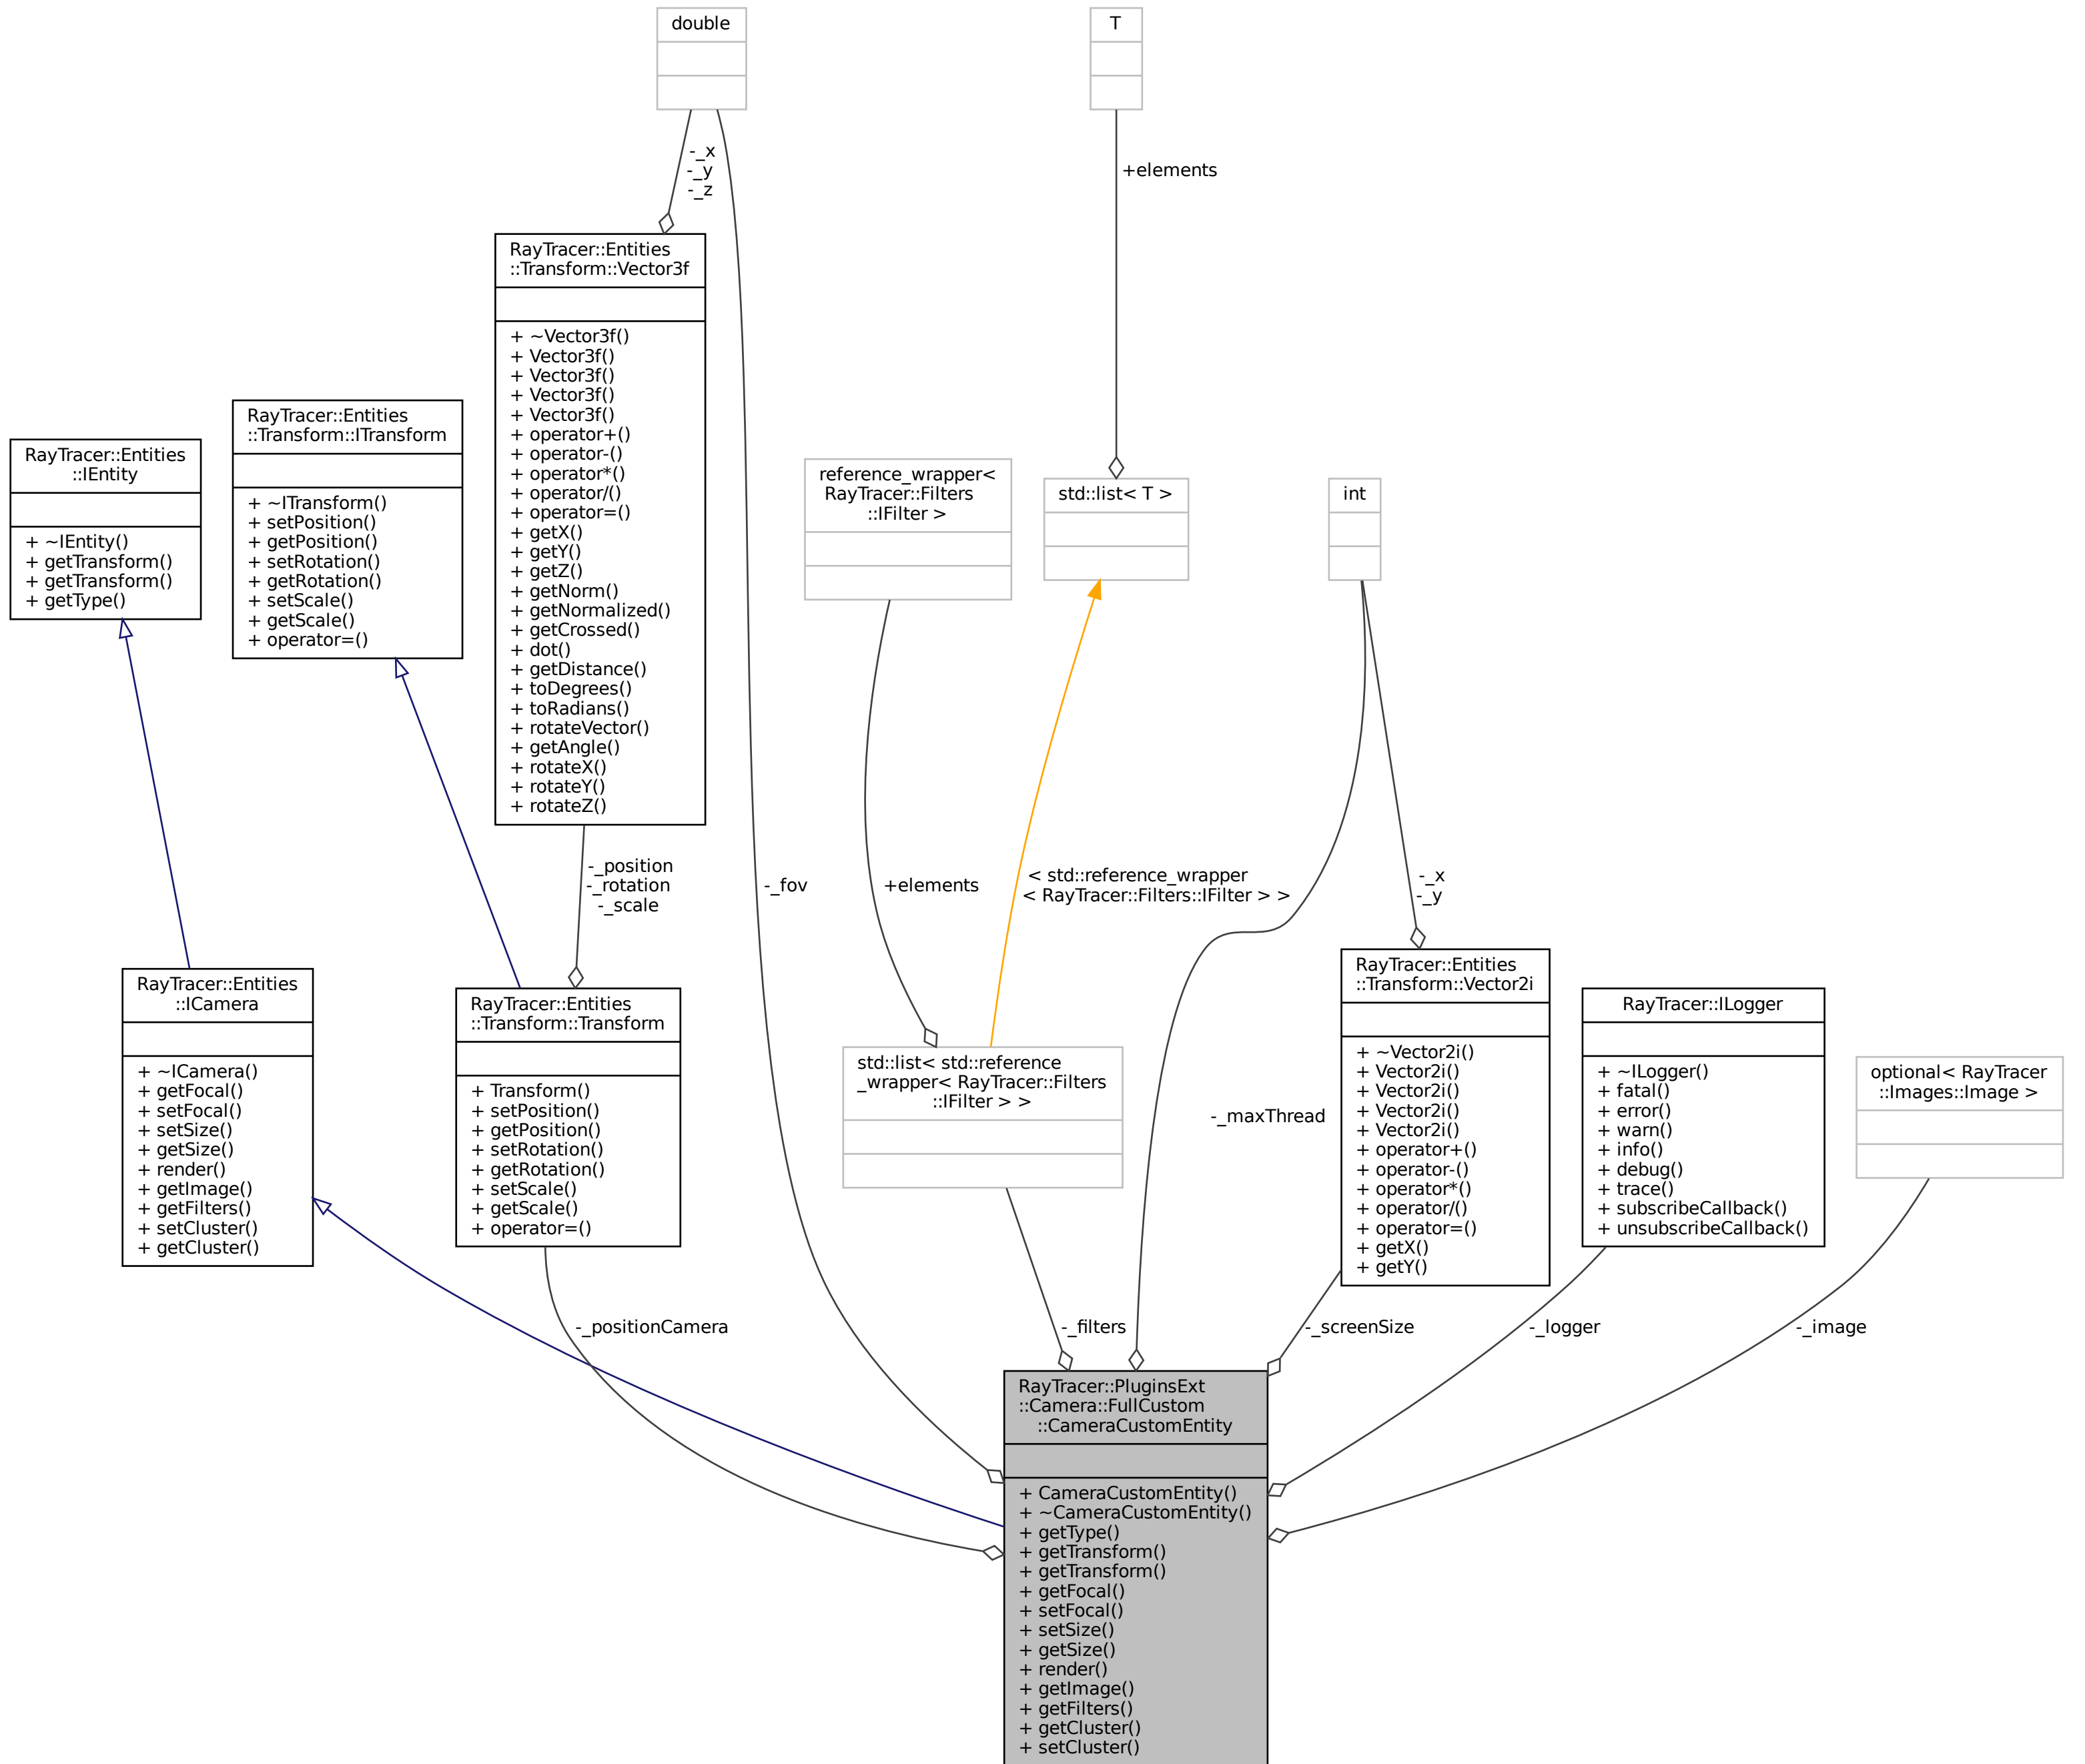 double
T
-_x
-_y
-_z
+elements
RayTracer::Entities
::Transform::Vector3f
+ ~Vector3f()
+ Vector3f()
+ Vector3f()
+ Vector3f()
+ Vector3f()
+ operator+()
+ operator-()
+ operator*()
+ operator/()
+ operator=()
+ getX()
+ getY()
+ getZ()
+ getNorm()
+ getNormalized()
+ getCrossed()
+ dot()
+ getDistance()
+ toDegrees()
+ toRadians()
+ rotateVector()
+ getAngle()
+ rotateX()
+ rotateY()
+ rotateZ()
RayTracer::Entities
::Transform::ITransform
+ ~ITransform()
+ setPosition()
+ getPosition()
+ setRotation()
+ getRotation()
+ setScale()
+ getScale()
+ operator=()
RayTracer::Entities
::IEntity
+ ~IEntity()
+ getTransform()
+ getTransform()
+ getType()
reference_wrapper<
RayTracer::Filters
::IFilter >
std::list< T >
int
-_position
-_rotation
-_scale
-_fov
+elements
< std::reference_wrapper
< RayTracer::Filters::IFilter > >
-_x
-_y
RayTracer::Entities
::ICamera
+ ~ICamera()
+ getFocal()
+ setFocal()
+ setSize()
+ getSize()
+ render()
+ getImage()
+ getFilters()
+ setCluster()
+ getCluster()
RayTracer::Entities
::Transform::Transform
+ Transform()
+ setPosition()
+ getPosition()
+ setRotation()
+ getRotation()
+ setScale()
+ getScale()
+ operator=()
std::list< std::reference
_wrapper< RayTracer::Filters
::IFilter > >
-_maxThread
RayTracer::Entities
::Transform::Vector2i
+ ~Vector2i()
+ Vector2i()
+ Vector2i()
+ Vector2i()
+ Vector2i()
+ operator+()
+ operator-()
+ operator*()
+ operator/()
+ operator=()
+ getX()
+ getY()
RayTracer::ILogger
+ ~ILogger()
+ fatal()
+ error()
+ warn()
+ info()
+ debug()
+ trace()
+ subscribeCallback()
+ unsubscribeCallback()
optional< RayTracer
::Images::Image >
-_positionCamera
-_filters
-_screenSize
-_logger
-_image
RayTracer::PluginsExt
::Camera::FullCustom
::CameraCustomEntity
+ CameraCustomEntity()
+ ~CameraCustomEntity()
+ getType()
+ getTransform()
+ getTransform()
+ getFocal()
+ setFocal()
+ setSize()
+ getSize()
+ render()
+ getImage()
+ getFilters()
+ getCluster()
+ setCluster()